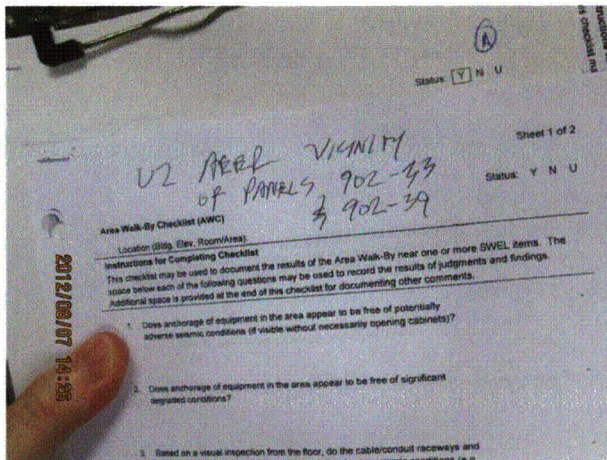 A
Status: Y N U
Sheet 1 of 2
U2 AREA VICINITY
OF PANELS 902-33
& 902-39
Status: Y N U
Area Walk-By Checklist (AWC)
Location (Bldg, Elev, Room/Area):
Instructions for Completing Checklist
This checklist may be used to document the results of the Area Walk-By near one or more SWEL items. The
space below each of the following questions may be used to record the results of judgments and findings.
Additional space is provided at the end of this checklist for documenting other comments.
1. Does anchorage of equipment in the area appear to be free of potentially
adverse seismic conditions (if visible without necessarily opening cabinets)?
2. Does anchorage of equipment in the area appear to be free of significant
degraded conditions?
3. Based on a visual inspection from the floor, do the cable/conduit raceways and
2012/08/07 14:26